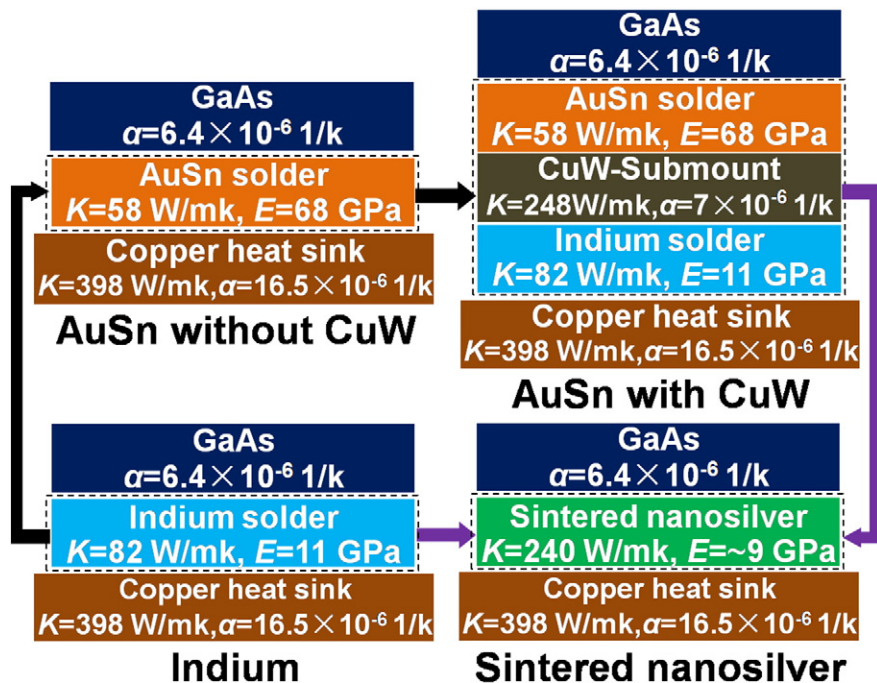 GaAs
α=6.4×10⁻⁶ 1/k
AuSn solder
K=58 W/mk, E=68 GPa
Copper heat sink
K=398 W/mk,α=16.5×10⁻⁶ 1/k
AuSn without CuW
GaAs
α=6.4×10⁻⁶ 1/k
AuSn solder
K=58 W/mk, E=68 GPa
CuW-Submount
K=248W/mk,α=7×10⁻⁶ 1/k
Indium solder
K=82 W/mk, E=11 GPa
Copper heat sink
K=398 W/mk,α=16.5×10⁻⁶ 1/k
AuSn with CuW
GaAs
α=6.4×10⁻⁶ 1/k
Indium solder
K=82 W/mk, E=11 GPa
Copper heat sink
K=398 W/mk,α=16.5×10⁻⁶ 1/k
Indium
GaAs
α=6.4×10⁻⁶ 1/k
Sintered nanosilver
K=240 W/mk, E=~9 GPa
Copper heat sink
K=398 W/mk,α=16.5×10⁻⁶ 1/k
Sintered nanosilver